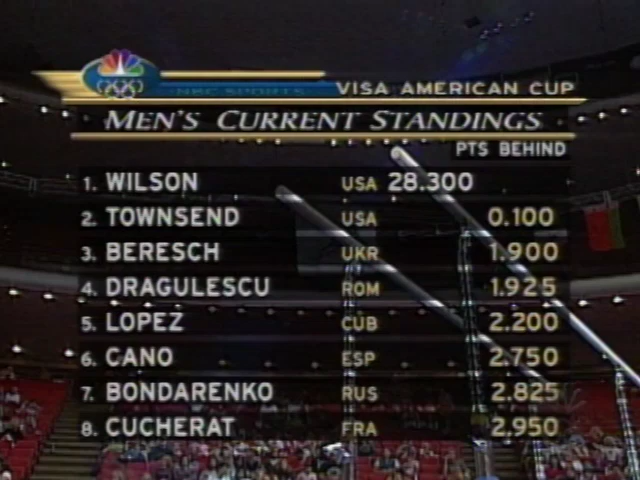 NBC SPORTS
VISA AMERICAN CUP
MEN'S CURRENT STANDINGS
PTS BEHIND
1. WILSON USA 28.300
2. TOWNSEND USA 0.100
3. BERESCH UKR 1.900
4. DRAGULESCU ROM 1.925
5. LOPEZ CUB 2.200
6. CANO ESP 2.750
7. BONDARENKO RUS 2.825
8. CUCHERAT FRA 2.950